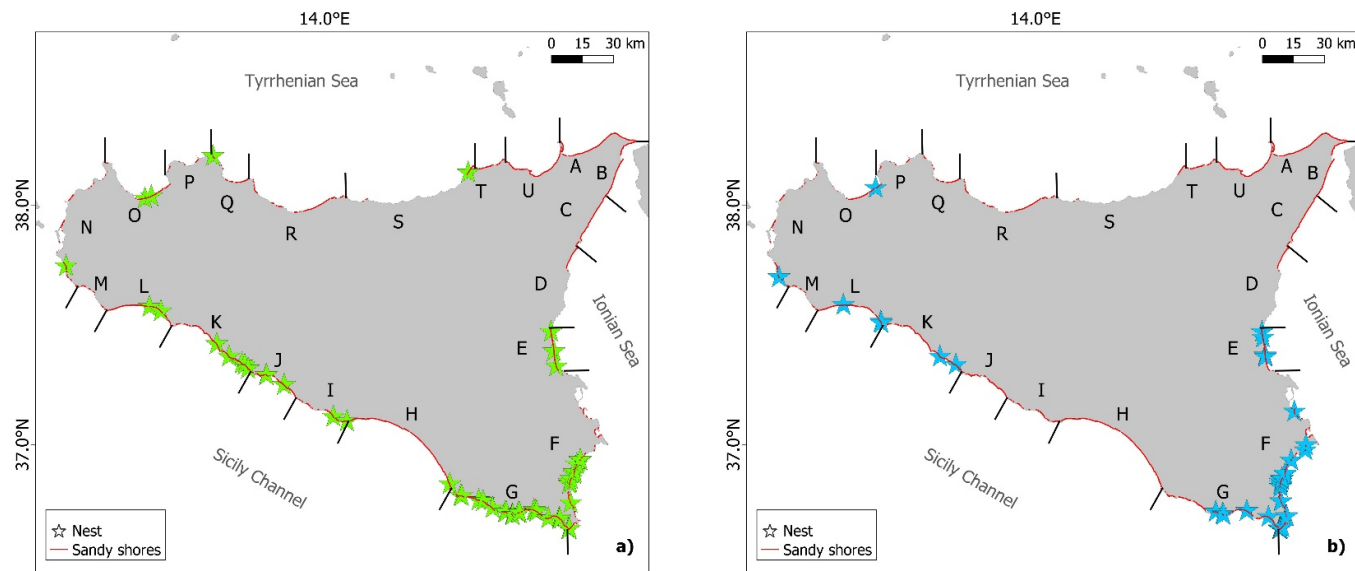 14.0°E
0 15 30 km
Tyrrhenian Sea
38.0°N
37.0°N
A
B
C
D
E
F
G
H
I
J
K
L
M
N
O
P
Q
R
S
T
U
Ionian Sea
Sicily Channel
Nest
Sandy shores
a)
14.0°E
0 15 30 km
Tyrrhenian Sea
38.0°N
37.0°N
A
B
C
D
E
F
G
H
I
J
K
L
M
N
O
P
Q
R
S
T
U
Ionian Sea
Sicily Channel
Nest
Sandy shores
b)